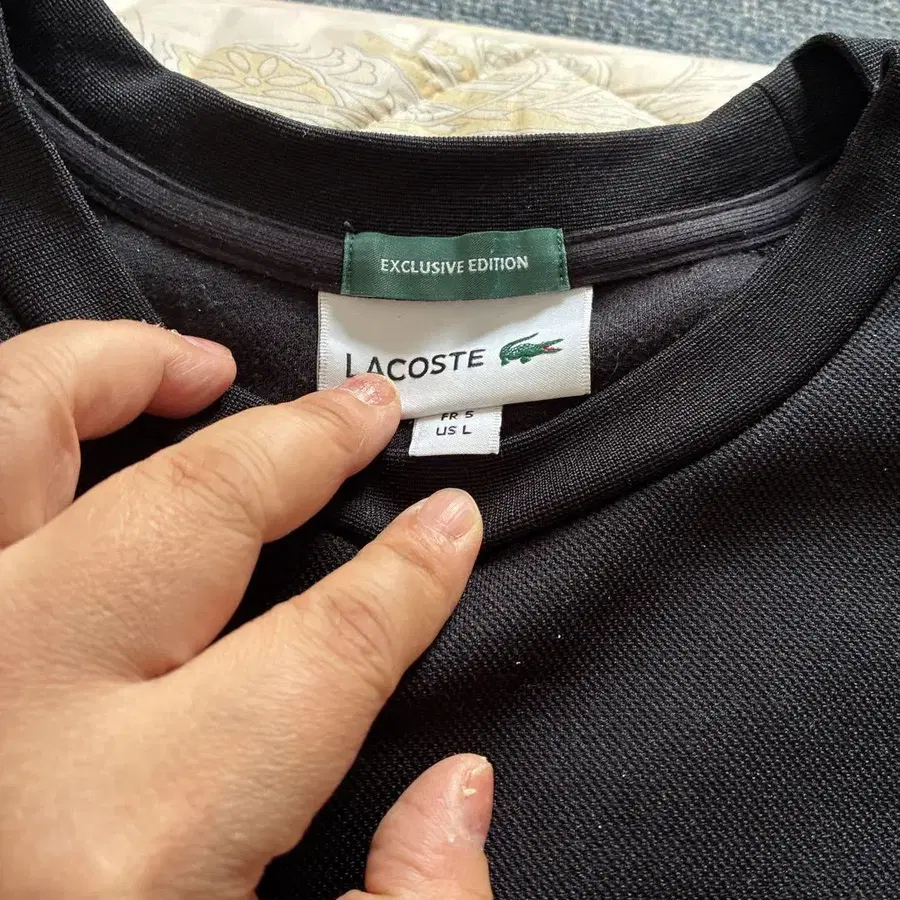 EXCLUSIVE EDITION
LACOSTE
FR 5
US L